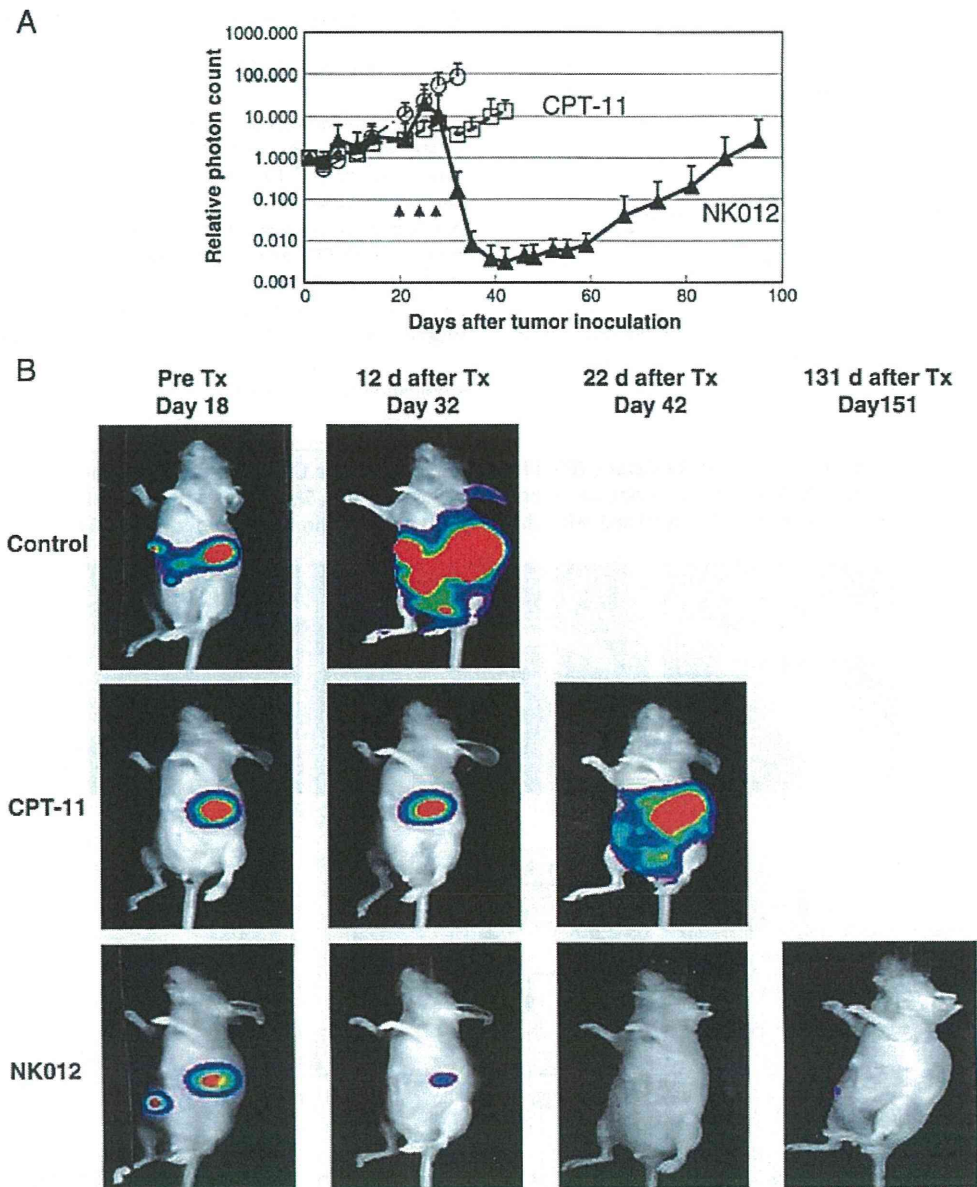 A
Relative photon count
1000.000
100.000
10.000
1.000
0.100
0.010
0.001
CPT-11
NK012
0 20 40 60 80 100
Days after tumor inoculation
B
Pre Tx 12 d after Tx 22 d after Tx 131 d after Tx
Day 18 Day 32 Day 42 Day151
Control
CPT-11
NK012